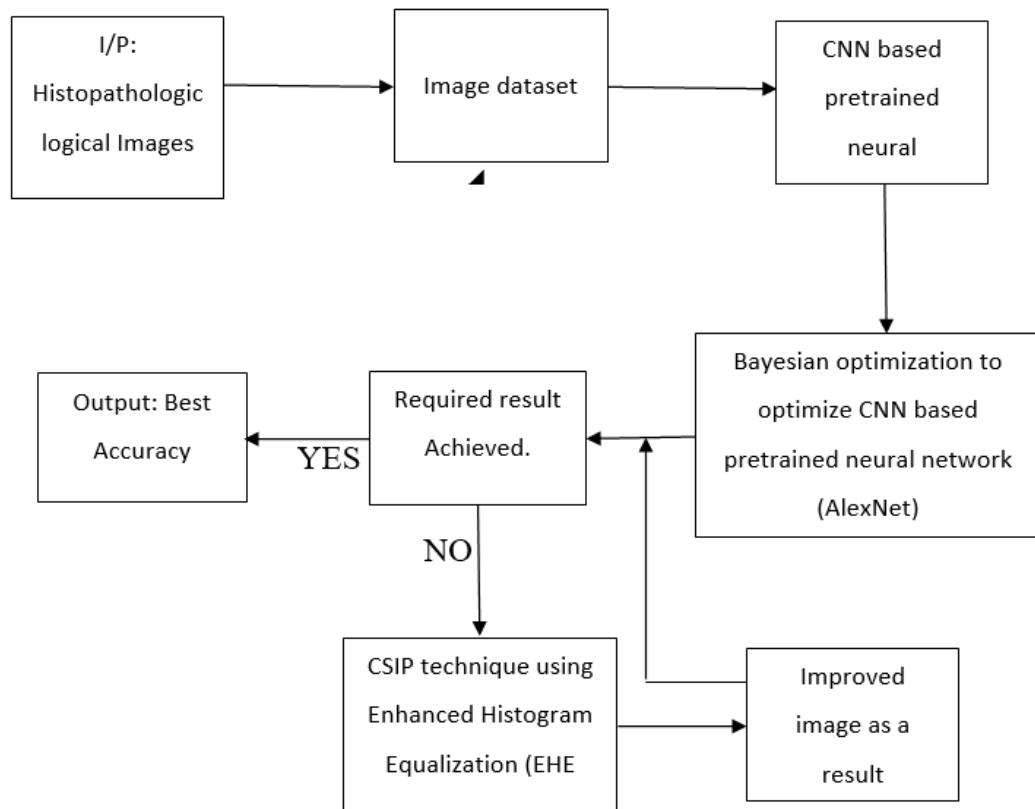 I/P:
Histopathologic
logical Images
Image dataset
CNN based
pretrained
neural
Bayesian optimization to
optimize CNN based
pretrained neural network
(AlexNet)
Required result
Achieved.
YES
Output: Best
Accuracy
NO
CSIP technique using
Enhanced Histogram
Equalization (EHE
Improved
image as a
result